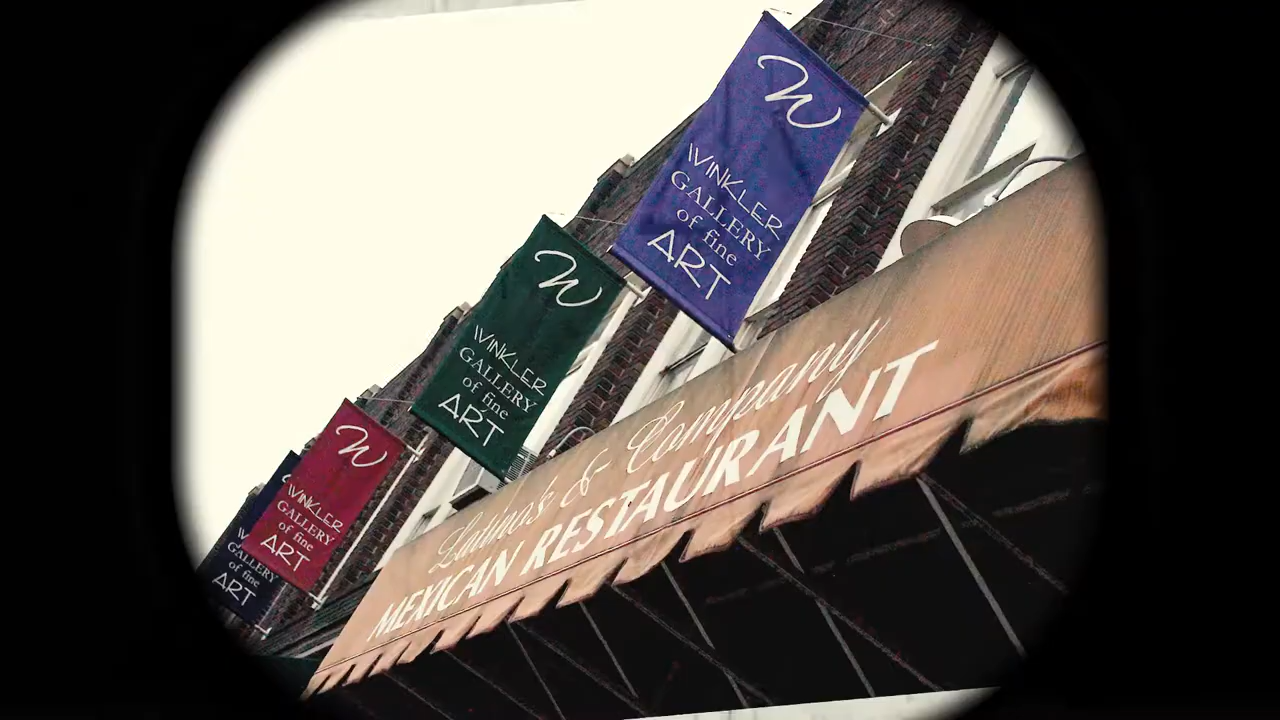 W
WINKLER
GALLERY
of fine
ART
W
WINKLER
GALLERY
of fine
ART
W
WINKLER
GALLERY
of fine
ART
W
GALLERY
of fine
ART
Latino's & Company
MEXICAN RESTAURANT